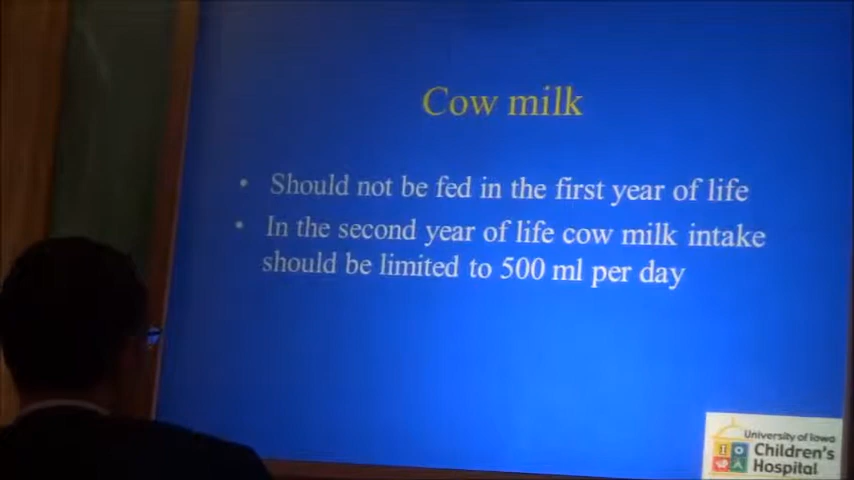 Cow milk
• Should not be fed in the first year of life
• In the second year of life cow milk intake
should be limited to 500 ml per day
University of Iowa
Children's
Hospital
IOWA